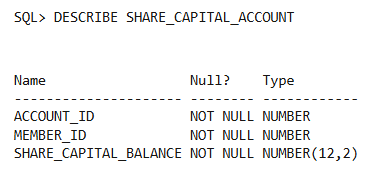 SQL> DESCRIBE SHARE_CAPITAL_ACCOUNT
Name                  Null?    Type
--------------------- -------- ------------
ACCOUNT_ID            NOT NULL NUMBER
MEMBER_ID             NOT NULL NUMBER
SHARE_CAPITAL_BALANCE NOT NULL NUMBER(12,2)